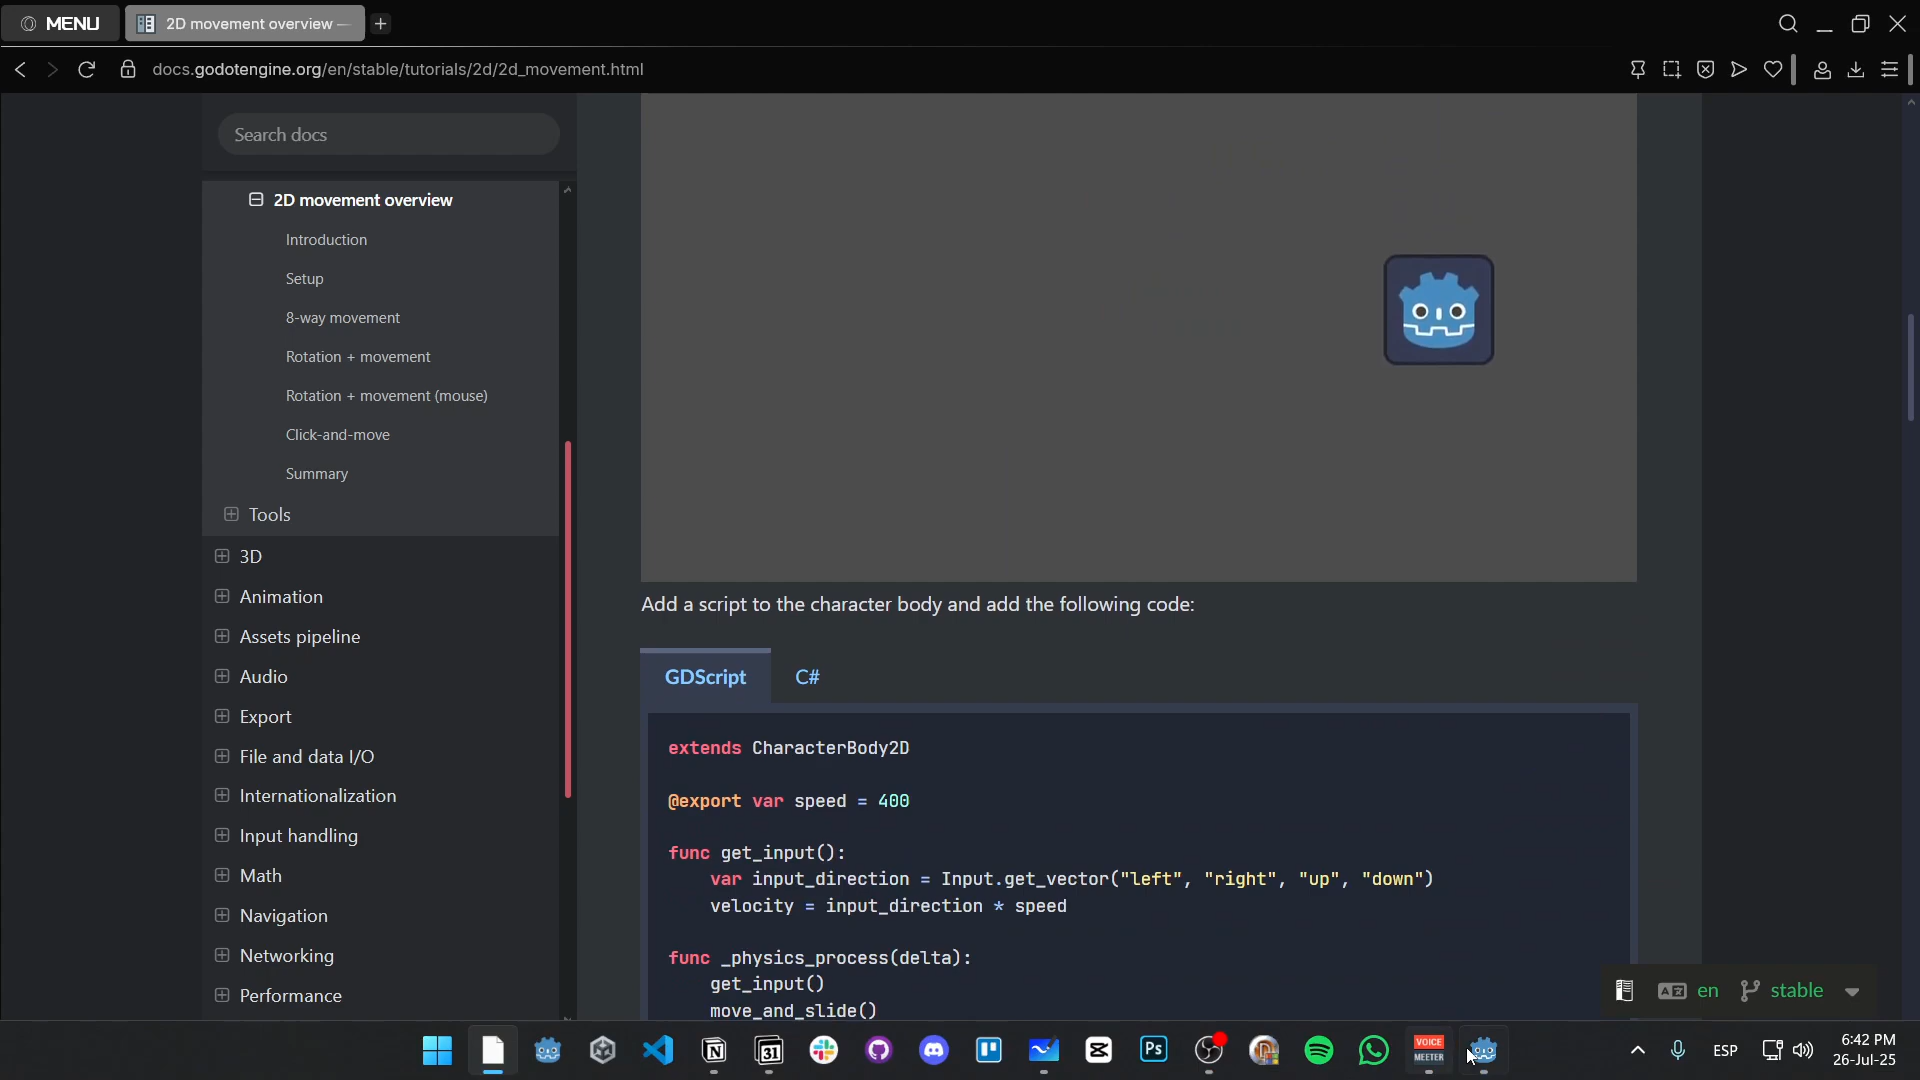 MENU
2D movement overview —
docs.godotengine.org/en/stable/tutorials/2d/2d_movement.html
Search docs
2D movement overview
Introduction
Setup
8-way movement
Rotation + movement
Rotation + movement (mouse)
Click-and-move
Summary
Tools
3D
Animation
Assets pipeline
Audio
Export
File and data I/O
Internationalization
Input handling
Math
Navigation
Networking
Performance
Add a script to the character body and add the following code:
GDScript
C#
extends CharacterBody2D
@export var speed = 400
func get_input():
var input_direction = Input.get_vector("left", "right", "up", "down")
velocity = input_direction * speed
func _physics_process(delta):
get_input()
move_and_slide()
en
stable
31
Ps
VOICE
MEETER
ESP
6:42 PM
26-Jul-25